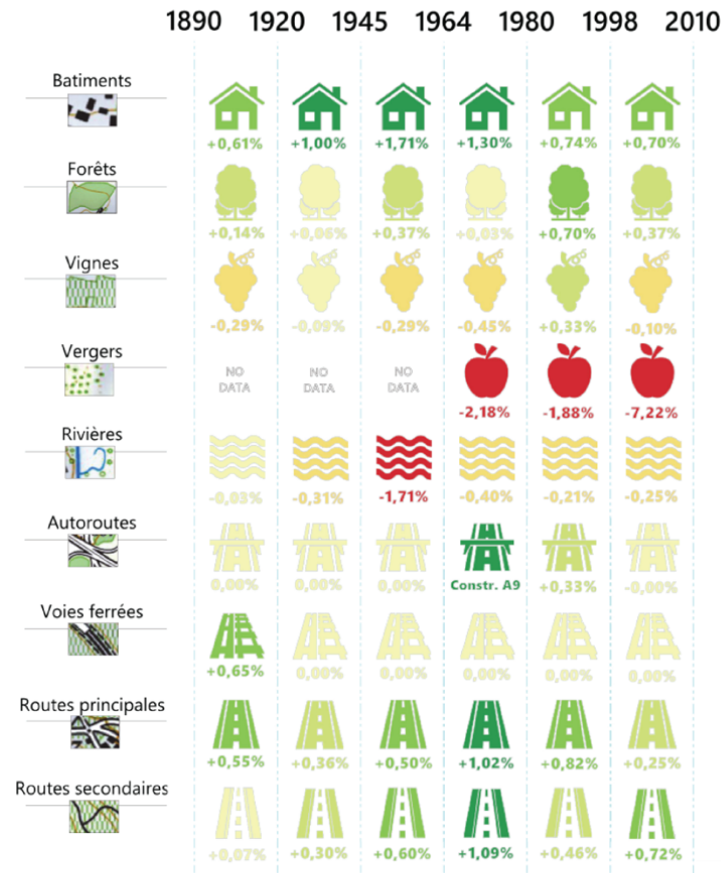 1890 1920 1945 1964 1980 1998 2010
Batiments
+0,61% +1,00% +1,71% +1,30% +0,74% +0,70%
Forêts
+0,14% +0,06% +0,37% +0,03% +0,70% +0,37%
Vignes
-0,29% -0,09% -0,29% -0,45% +0,33% -0,10%
Vergers
NO NO NO
DATA DATA DATA
-2,18% -1,88% -7,22%
Rivières
-0,03% -0,31% -1,71% -0,40% -0,21% -0,25%
Autoroutes
0,00% 0,00% 0,00% Constr. A9 +0,33% -0,00%
Voies ferrées
+0,65% 0,00% 0,00% 0,00% 0,00% 0,00%
Routes principales
+0,55% +0,36% +0,50% +1,02% +0,82% +0,25%
Routes secondaires
+0,07% +0,30% +0,60% +1,09% +0,46% +0,72%